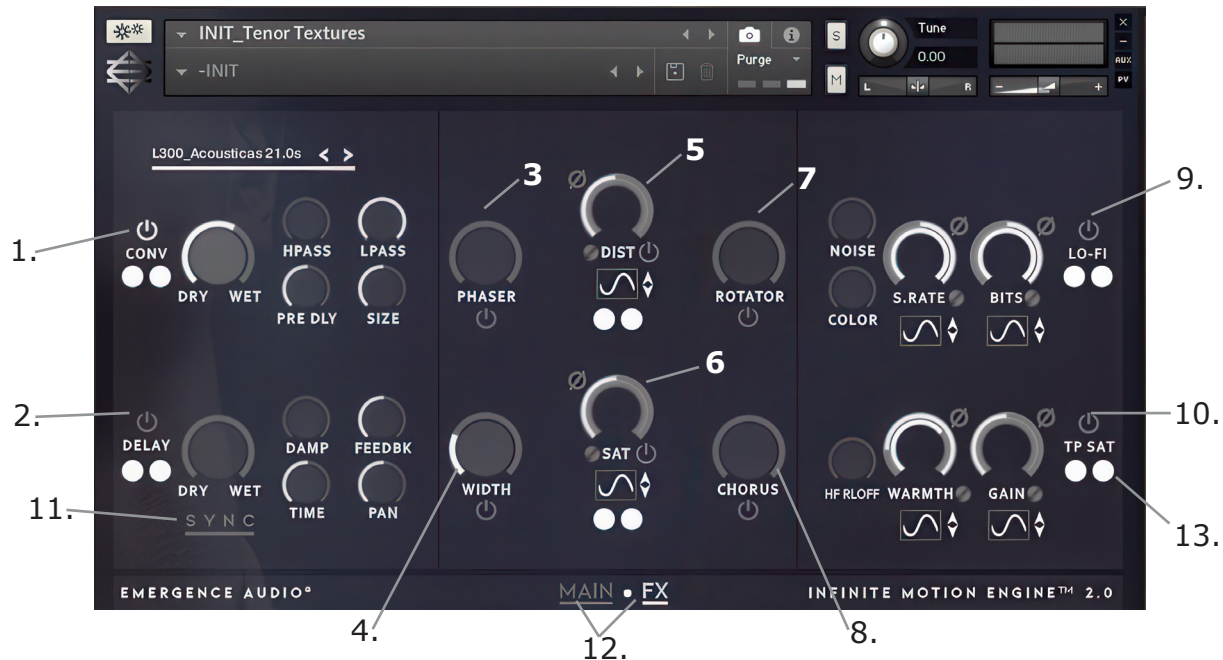 INIT_Tenor Textures
-INIT
Purge
S
M
Tune
0.00
L
R
-
+
×
-
AUX
PV
L300_Acousticas 21.0s < >
1.
CONV
DRY WET
HPASS
LPASS
PRE DLY
SIZE
2.
DELAY
DRY WET
DAMP
FEEDBK
TIME
PAN
11.
SYNC
3
PHASER
5
DIST
7
ROTATOR
4.
WIDTH
6
SAT
8.
CHORUS
NOISE
COLOR
S.RATE
BITS
9.
LO-FI
HF RLOFF
WARMTH
GAIN
10.
TP SAT
13.
EMERGENCE AUDIO
MAIN • FX
12.
INFINITE MOTION ENGINE™ 2.0